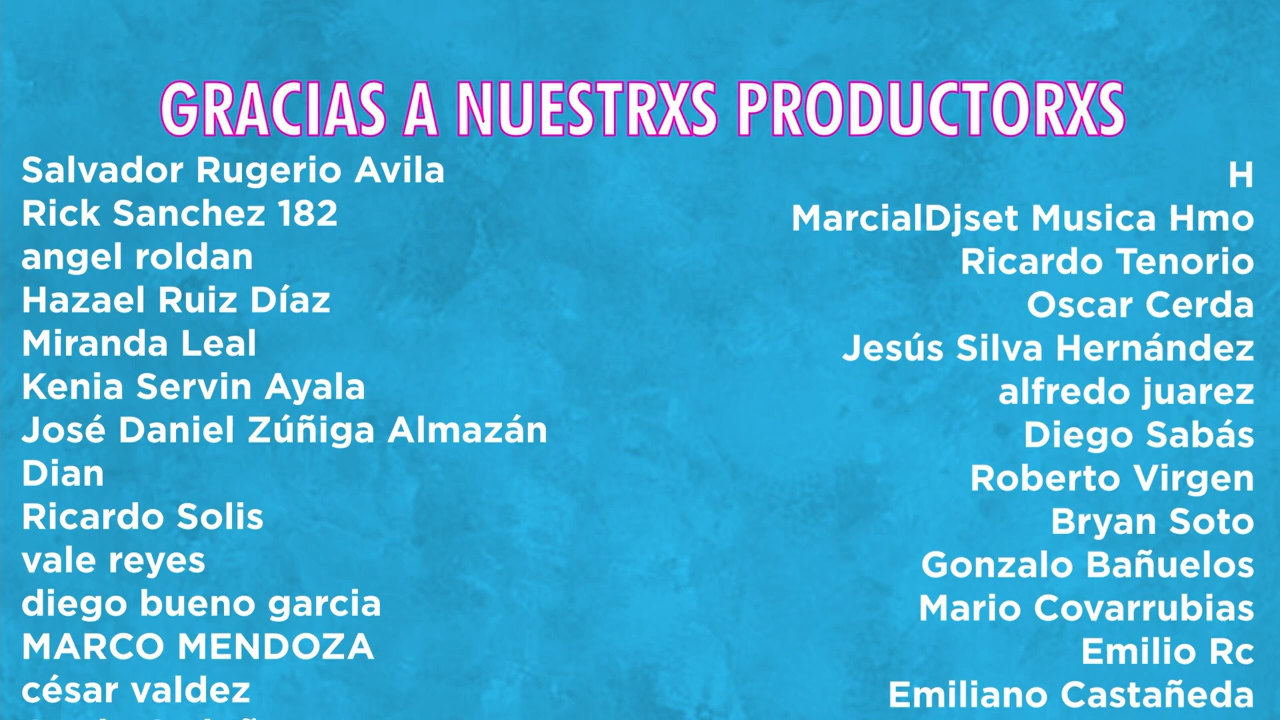 GRACIAS A NUESTRXS PRODUCTORXS
Salvador Rugerio Avila
Rick Sanchez 182
angel roldan
Hazael Ruiz Díaz
Miranda Leal
Kenia Servin Ayala
José Daniel Zúñiga Almazán
Dian
Ricardo Solis
vale reyes
diego bueno garcia
MARCO MENDOZA
césar valdez
H
MarcialDjset Musica Hmo
Ricardo Tenorio
Oscar Cerda
Jesús Silva Hernández
alfredo juarez
Diego Sabás
Roberto Virgen
Bryan Soto
Gonzalo Bañuelos
Mario Covarrubias
Emilio Rc
Emiliano Castañeda